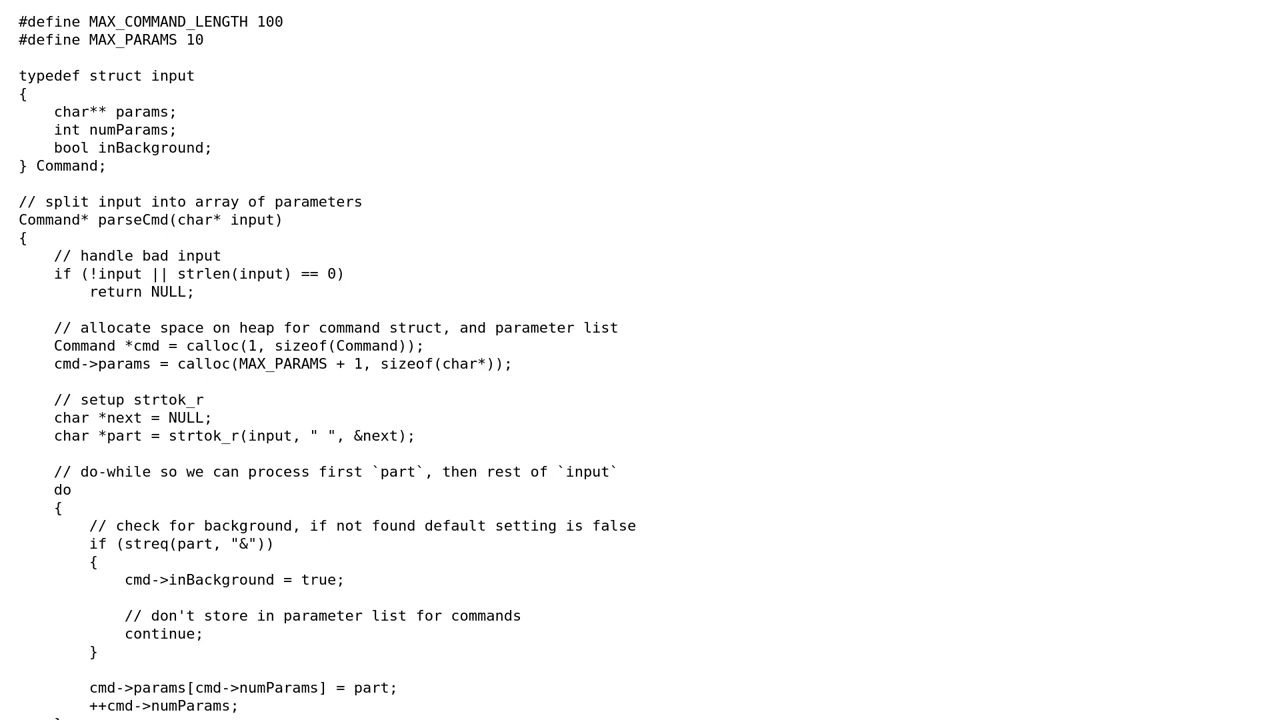 #define MAX_COMMAND_LENGTH 100
#define MAX_PARAMS 10

typedef struct input
{
    char** params;
    int numParams;
    bool inBackground;
} Command;

// split input into array of parameters
Command* parseCmd(char* input)
{
    // handle bad input
    if (!input || strlen(input) == 0)
        return NULL;

    // allocate space on heap for command struct, and parameter list
    Command *cmd = calloc(1, sizeof(Command));
    cmd->params = calloc(MAX_PARAMS + 1, sizeof(char*));

    // setup strtok_r
    char *next = NULL;
    char *part = strtok_r(input, " ", &next);

    // do-while so we can process first `part`, then rest of `input`
    do
    {
        // check for background, if not found default setting is false
        if (streq(part, "&"))
        {
            cmd->inBackground = true;

            // don't store in parameter list for commands
            continue;
        }

        cmd->params[cmd->numParams] = part;
        ++cmd->numParams;